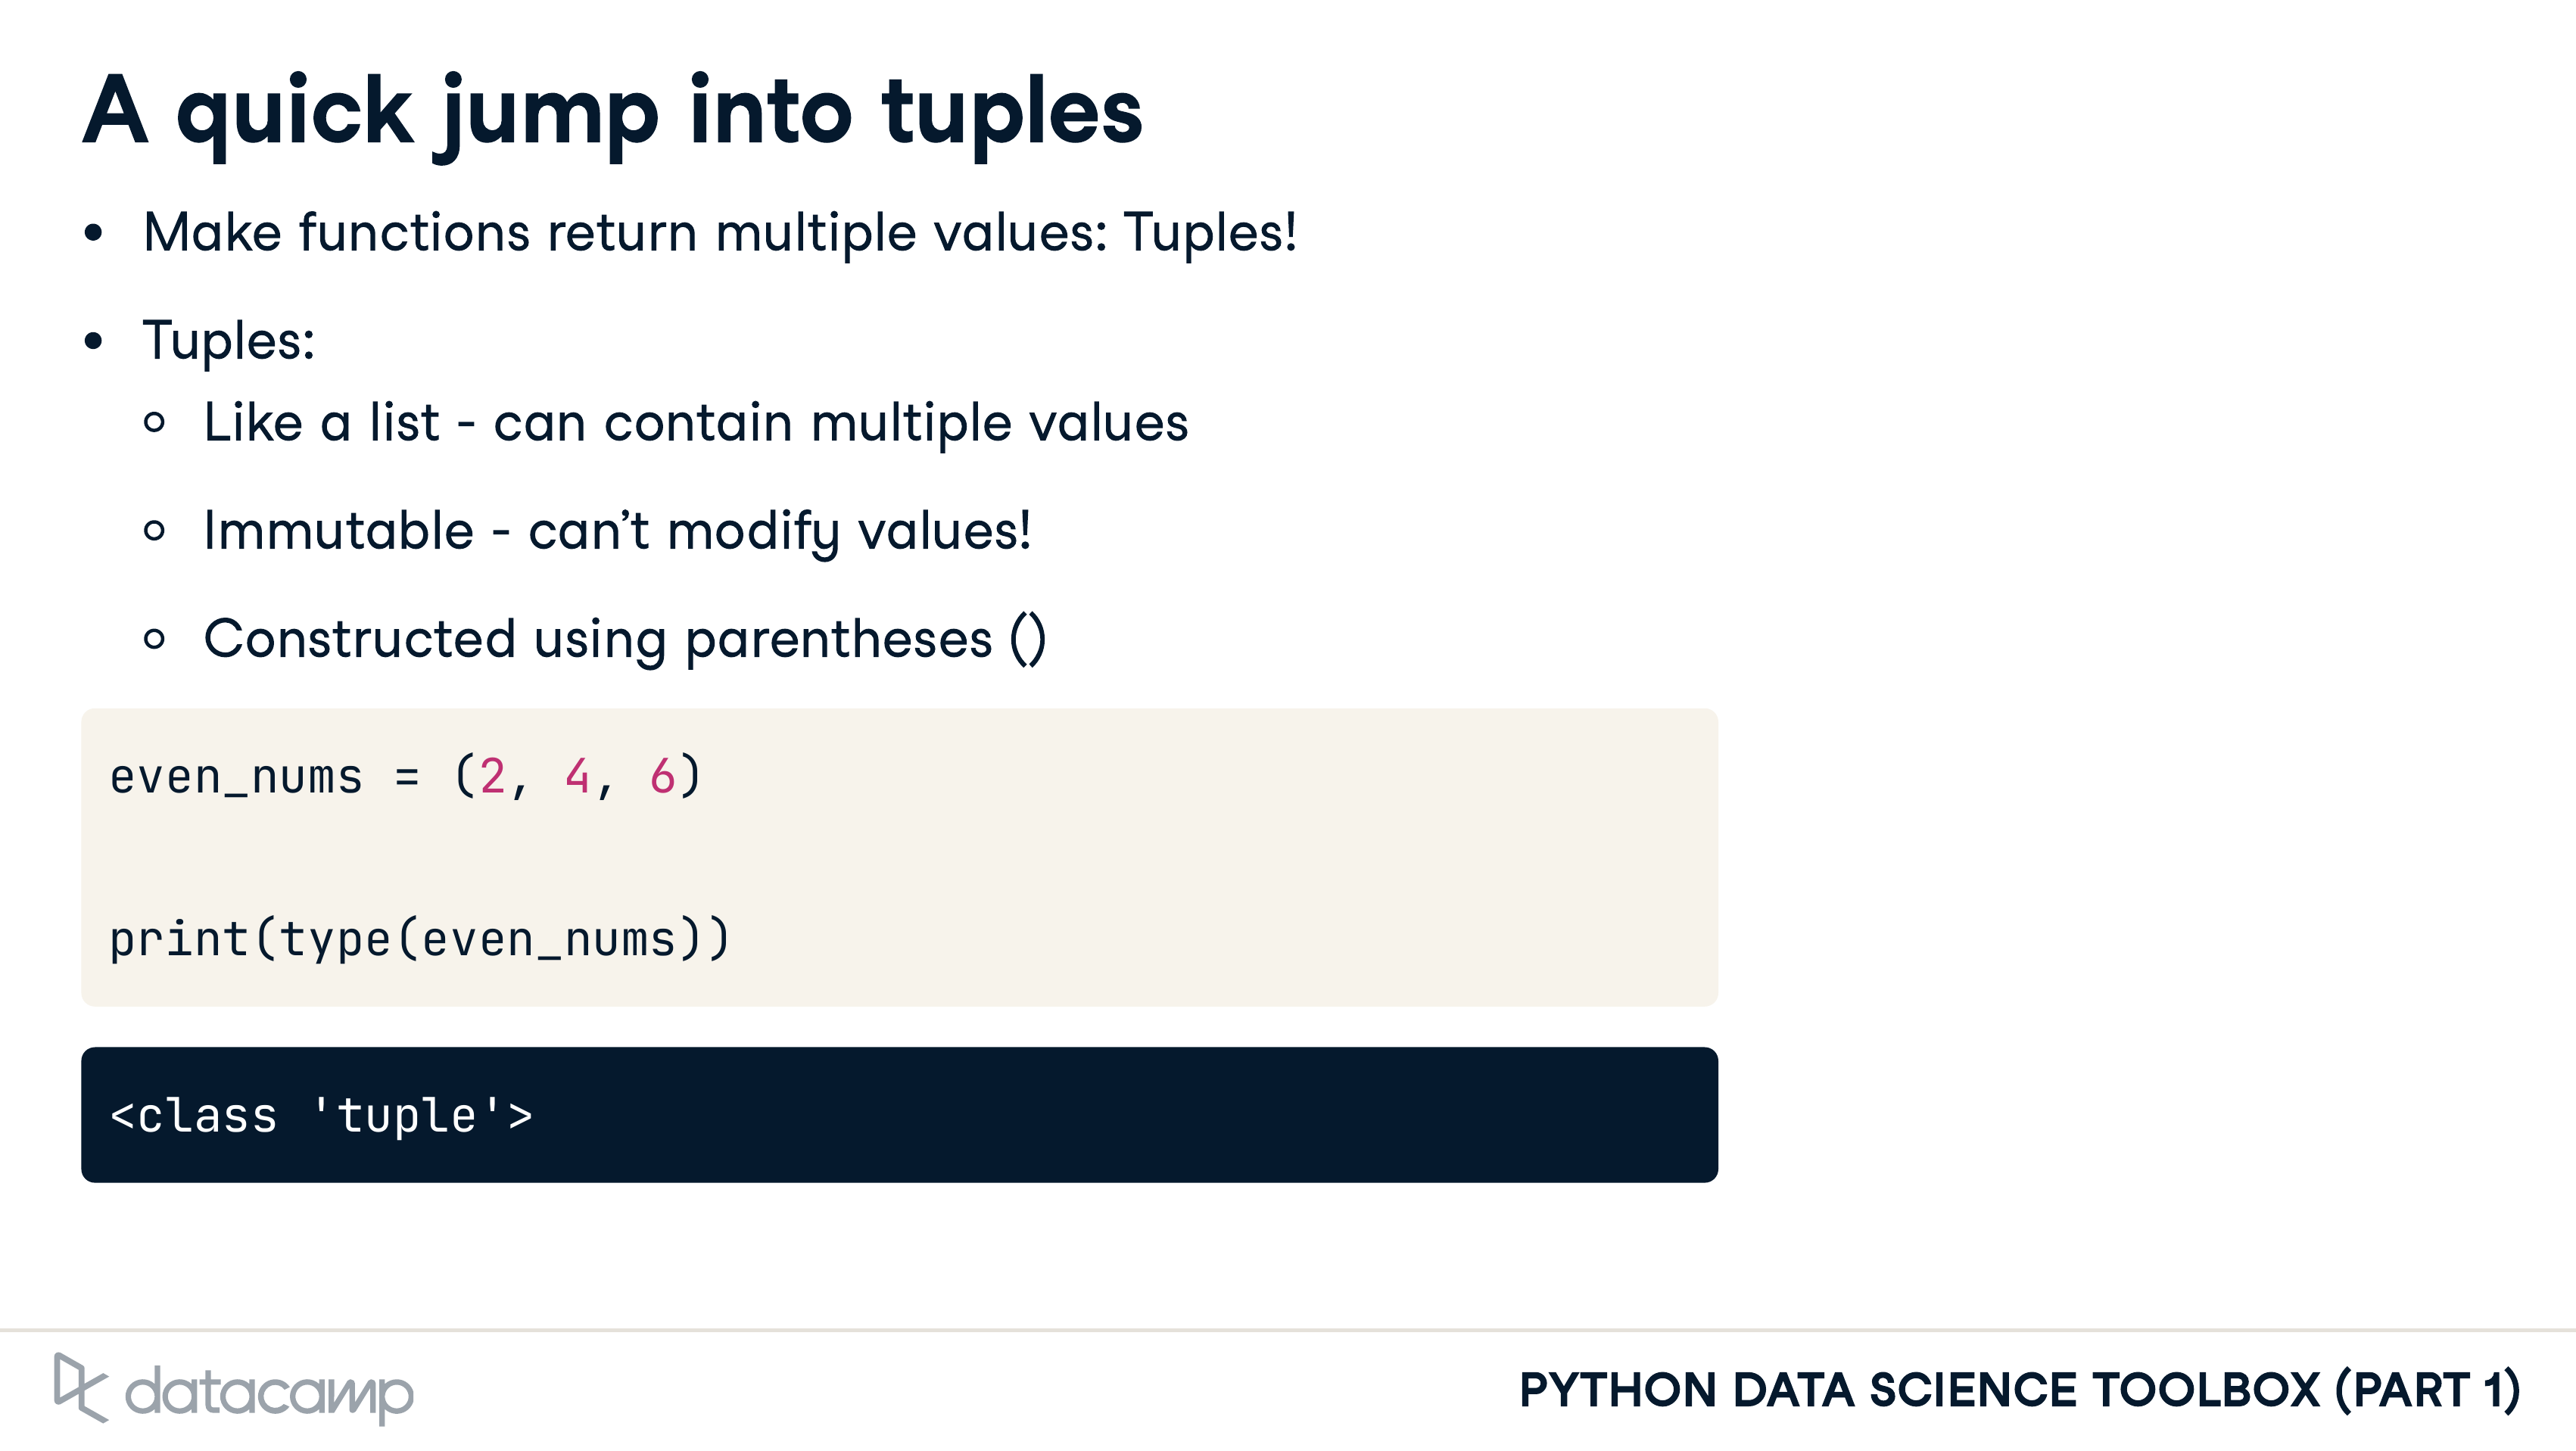 A quick jump into tuples
• Make functions return multiple values: Tuples!
• Tuples:
○ Like a list - can contain multiple values
○ Immutable - can’t modify values!
○ Constructed using parentheses ()
even_nums = (2, 4, 6)
print(type(even_nums))
<class 'tuple'>
datacamp
PYTHON DATA SCIENCE TOOLBOX (PART 1)